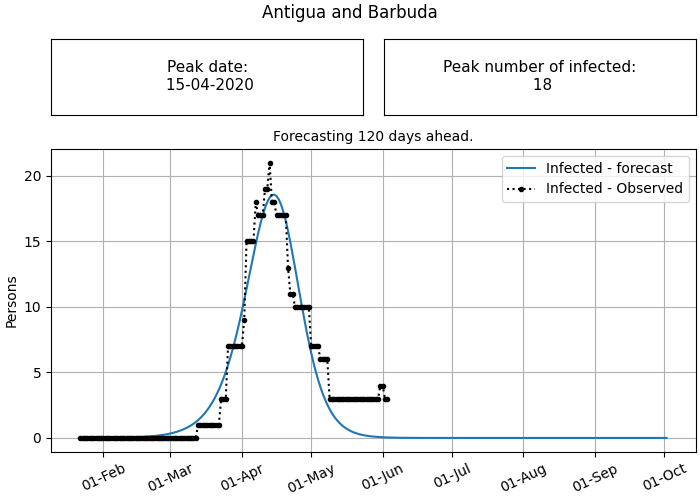 Antigua and Barbuda
Peak date:
15-04-2020
Peak number of infected:
18
Forecasting 120 days ahead.
Infected - forecast
Infected - Observed
Persons
20
15
10
5
0
01-Feb
01-Mar
01-Apr
01-May
01-Jun
01-Jul
01-Aug
01-Sep
01-Oct